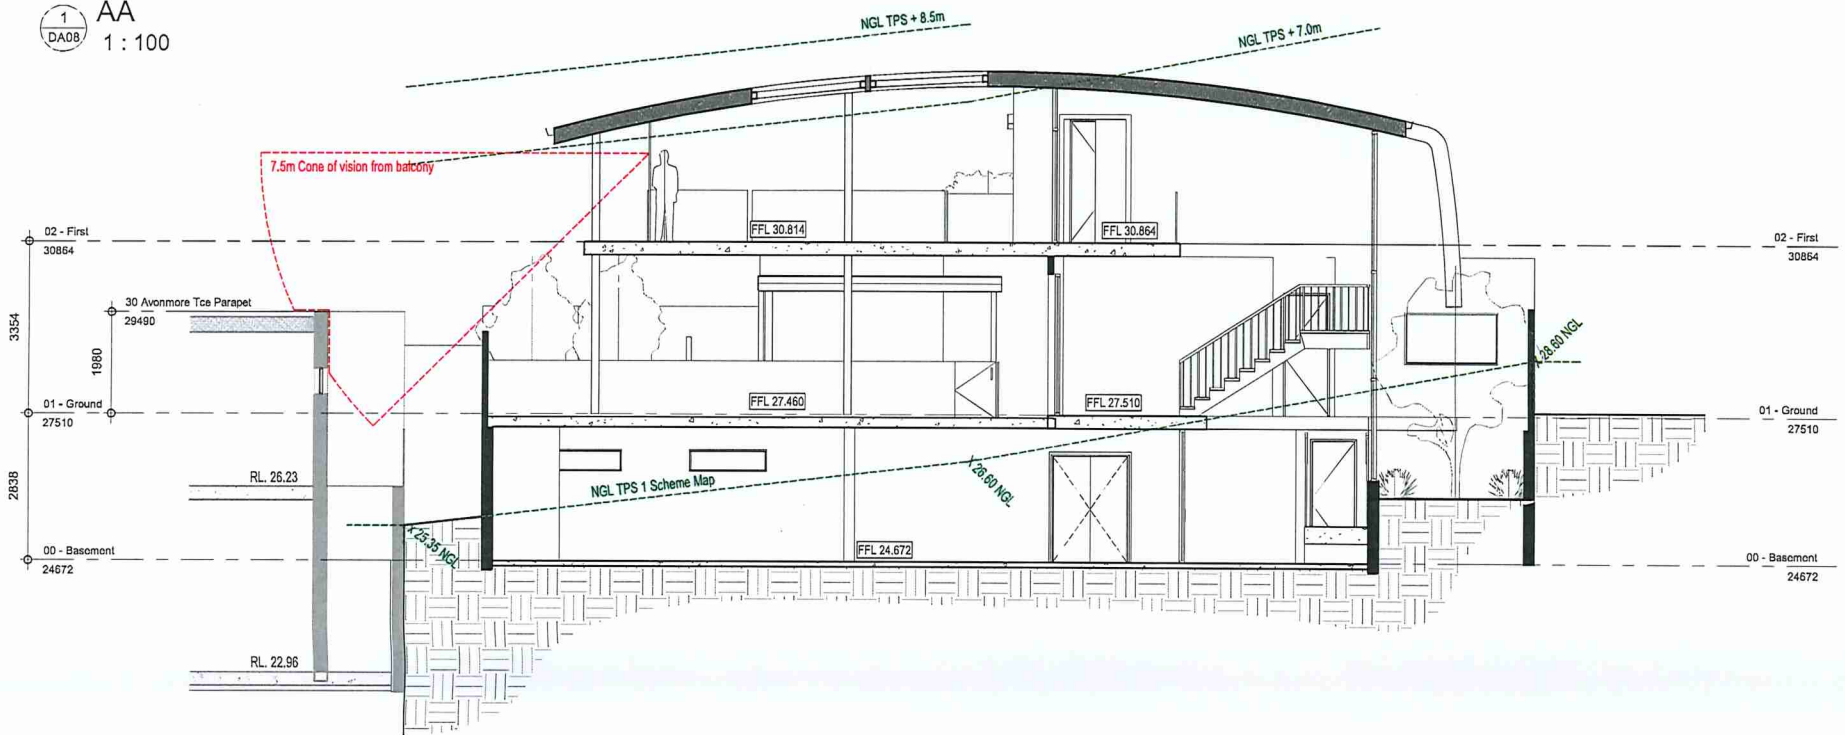 1
DA08
AA
1 : 100
NGL TPS + 8.5m
NGL TPS + 7.0m
7.5m Cone of vision from balcony
02 - First
30864
FFL 30.814
FFL 30.864
02 - First
30864
30 Avonmore Tce Parapet
29490
3354
1980
X 28.60 NGL
01 - Ground
27510
FFL 27.460
FFL 27.510
01 - Ground
27510
2838
RL. 26.23
NGL TPS 1 Scheme Map
X 26.60 NGL
X 25.35 NGL
00 - Basement
24672
FFL 24.672
00 - Basement
24672
RL. 22.96